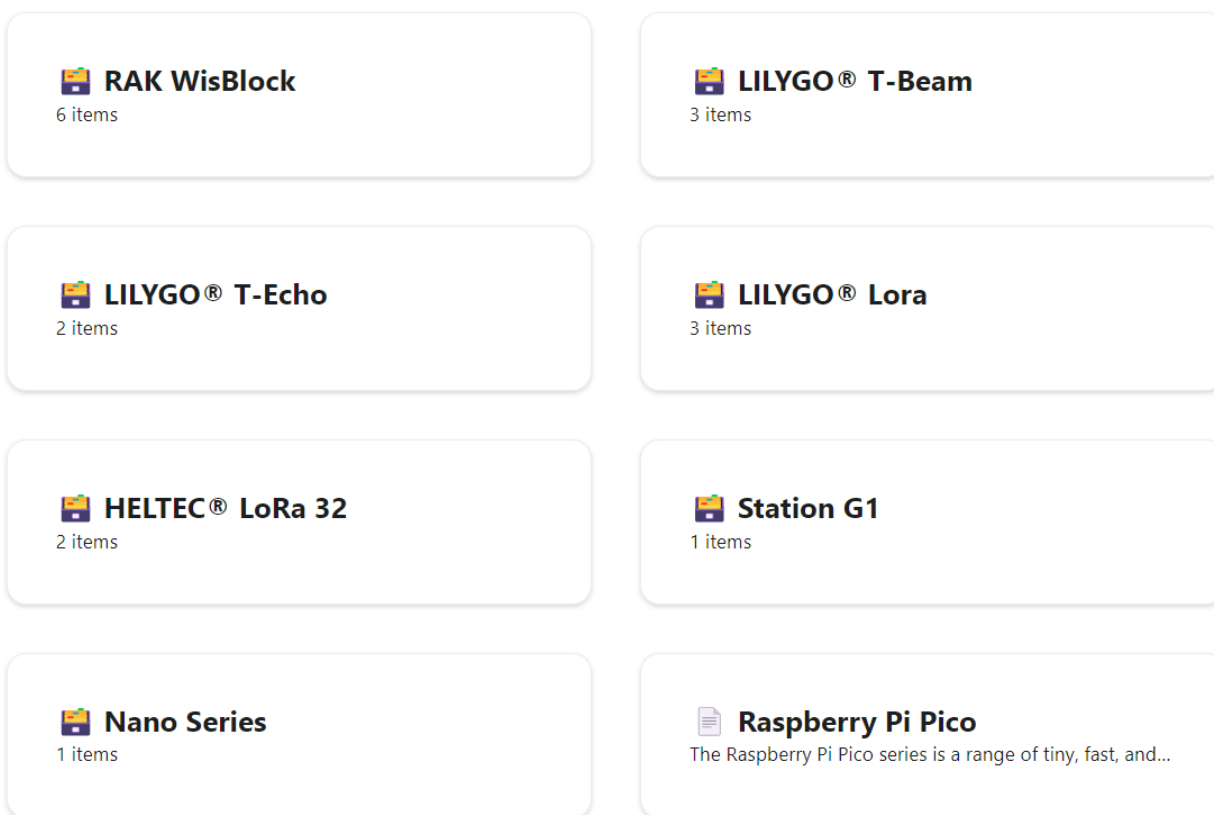 RAK WisBlock
6 items
LILYGO® T-Beam
3 items
LILYGO® T-Echo
2 items
LILYGO® Lora
3 items
HELTEC® LoRa 32
2 items
Station G1
1 items
Nano Series
1 items
Raspberry Pi Pico
The Raspberry Pi Pico series is a range of tiny, fast, and...